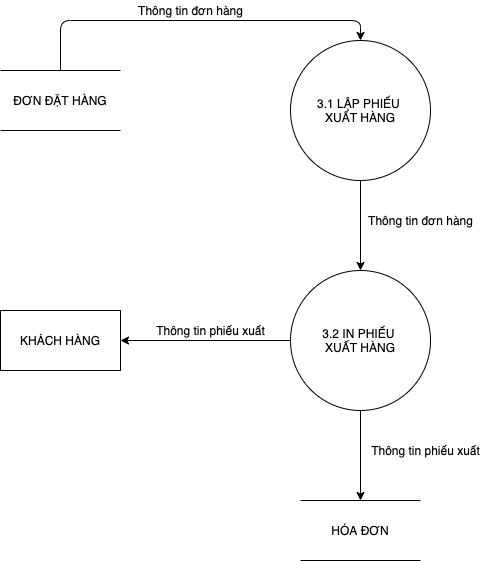 Thông tin đơn hàng
ĐƠN ĐẶT HÀNG
3.1 LẬP PHIẾU
XUẤT HÀNG
Thông tin đơn hàng
KHÁCH HÀNG
Thông tin phiếu xuất
3.2 IN PHIẾU
XUẤT HÀNG
Thông tin phiếu xuất
HÓA ĐƠN